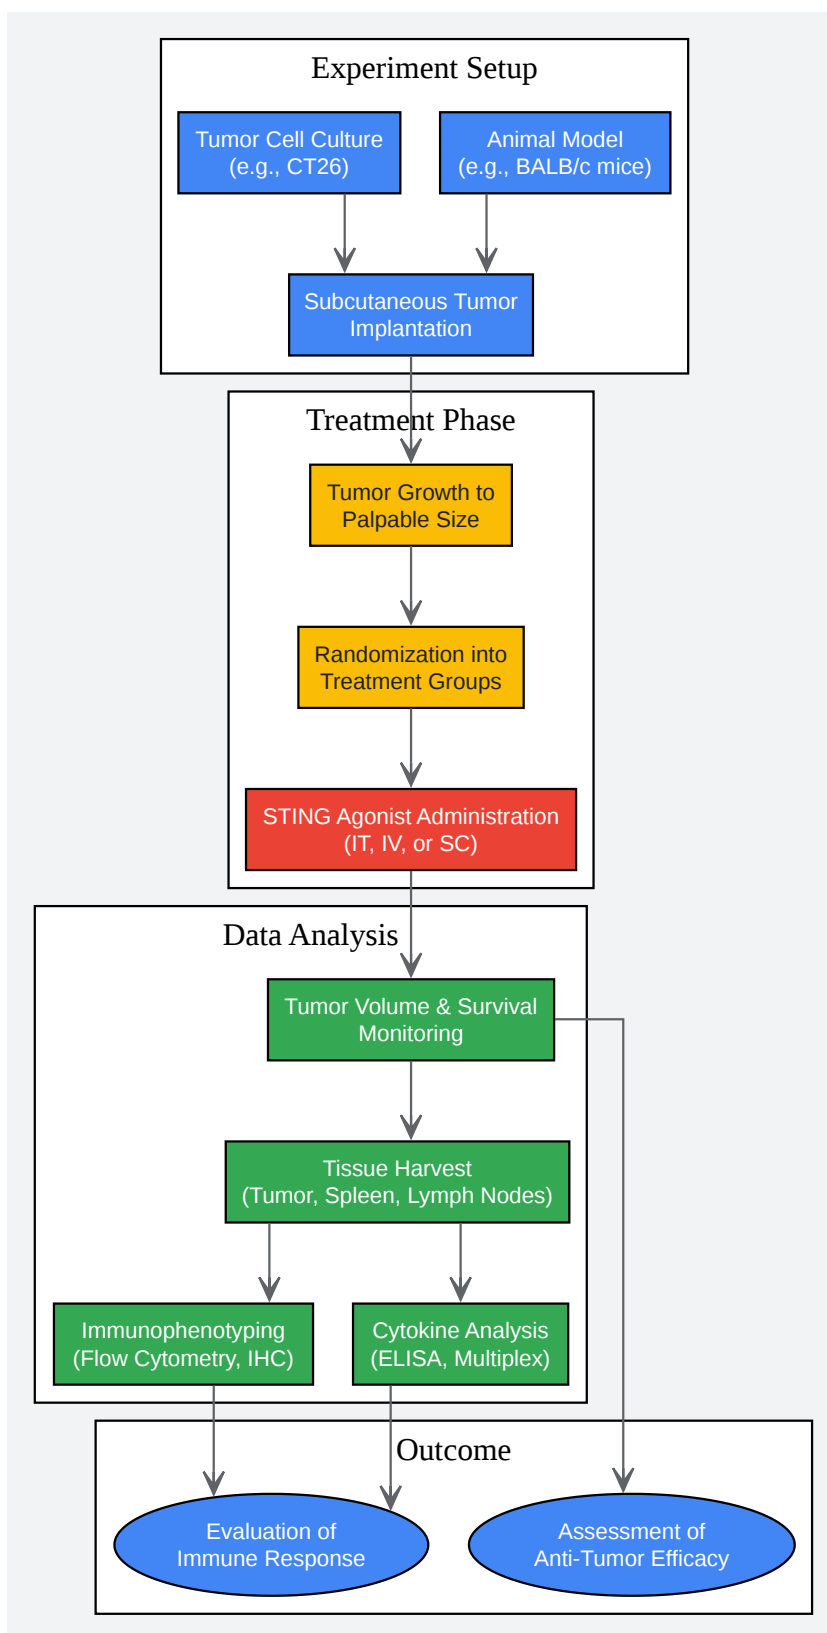 Experiment Setup
Tumor Cell Culture
(e.g., CT26)
Animal Model
(e.g., BALB/c mice)
Subcutaneous Tumor
Implantation
Treatment Phase
Tumor Growth to
Palpable Size
Randomization into
Treatment Groups
STING Agonist Administration
(IT, IV, or SC)
Data Analysis
Tumor Volume & Survival
Monitoring
Tissue Harvest
(Tumor, Spleen, Lymph Nodes)
Immunophenotyping
(Flow Cytometry, IHC)
Cytokine Analysis
(ELISA, Multiplex)
Outcome
Evaluation of
Immune Response
Assessment of
Anti-Tumor Efficacy